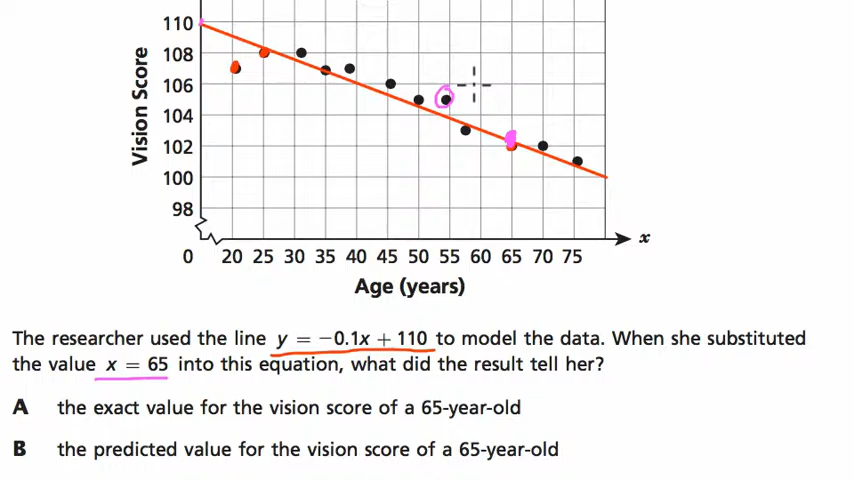 110
108
106
104
102
100
98
Vision Score
0 20 25 30 35 40 45 50 55 60 65 70 75
x
Age (years)
The researcher used the line y = −0.1x + 110 to model the data. When she substituted
the value x = 65 into this equation, what did the result tell her?
A the exact value for the vision score of a 65-year-old
B the predicted value for the vision score of a 65-year-old